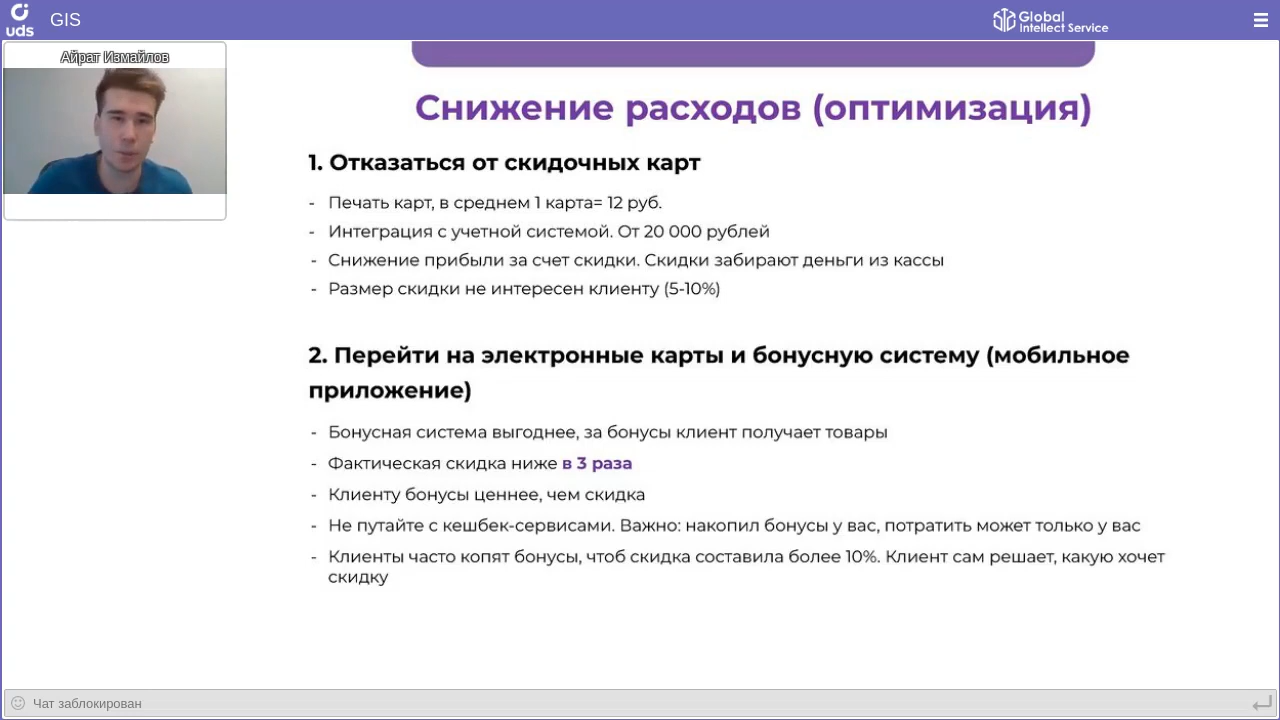 uds
GIS
Global
Intellect Service
Айрат Измайлов
Снижение расходов (оптимизация)
1. Отказаться от скидочных карт
- Печать карт, в среднем 1 карта= 12 руб.
- Интеграция с учетной системой. От 20 000 рублей
- Снижение прибыли за счет скидки. Скидки забирают деньги из кассы
- Размер скидки не интересен клиенту (5-10%)
2. Перейти на электронные карты и бонусную систему (мобильное
приложение)
- Бонусная система выгоднее, за бонусы клиент получает товары
- Фактическая скидка ниже в 3 раза
- Клиенту бонусы ценнее, чем скидка
- Не путайте с кешбек-сервисами. Важно: накопил бонусы у вас, потратить может только у вас
- Клиенты часто копят бонусы, чтоб скидка составила более 10%. Клиент сам решает, какую хочет
скидку
Чат заблокирован